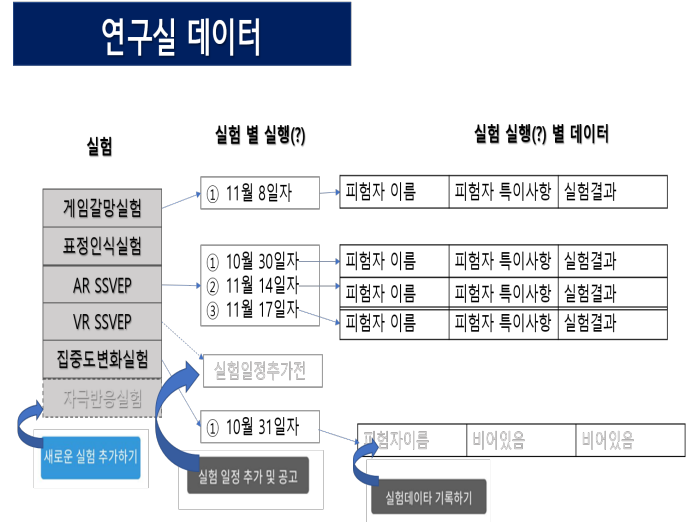 연구실 데이터
실험
실험 별 실행(?)
실험 실행(?) 별 데이터
게임갈망실험
표정인식실험
AR SSVEP
VR SSVEP
집중도변화실험
자극반응실험
새로운 실험 추가하기
① 11월 8일자
① 10월 30일자
② 11월 14일자
③ 11월 17일자
실험일정추가전
① 10월 31일자
실험 일정 추가 및 공고
피험자 이름 피험자 특이사항 실험결과
피험자 이름 피험자 특이사항 실험결과
피험자 이름 피험자 특이사항 실험결과
피험자 이름 피험자 특이사항 실험결과
피험자이름 비어있음 비어있음
실험데이타 기록하기